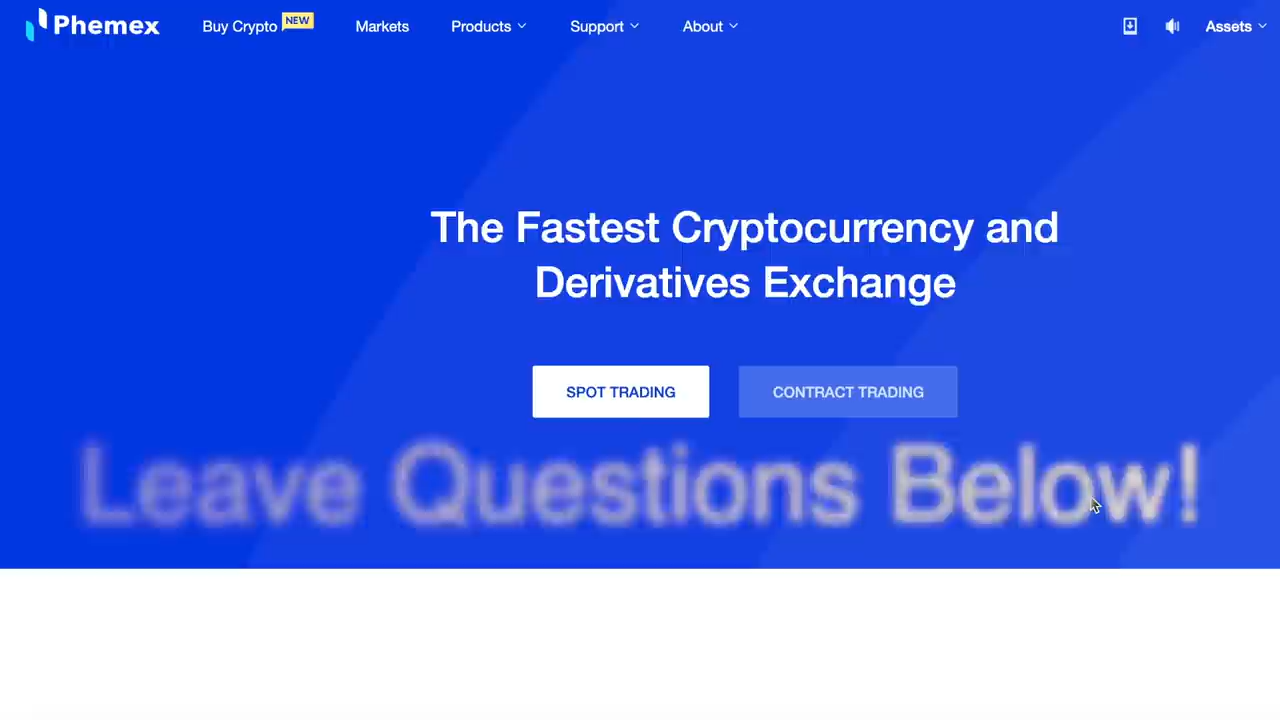 Phemex
Buy Crypto NEW
Markets
Products
Support
About
Assets
The Fastest Cryptocurrency and
Derivatives Exchange
SPOT TRADING
CONTRACT TRADING
Leave Questions Below!